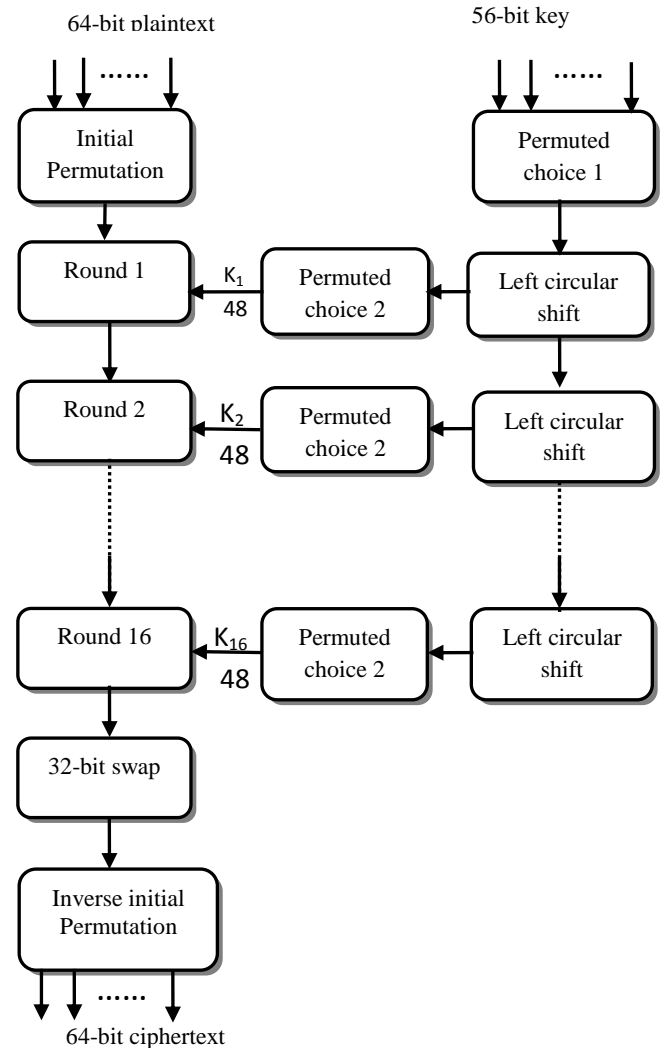 64-bit plaintext
56-bit key
……
……
Initial
Permutation
Permuted
choice 1
Round 1
K1
48
Permuted
choice 2
Left circular
shift
Round 2
K2
48
Permuted
choice 2
Left circular
shift
Round 16
K16
48
Permuted
choice 2
Left circular
shift
32-bit swap
Inverse initial
Permutation
……
64-bit ciphertext